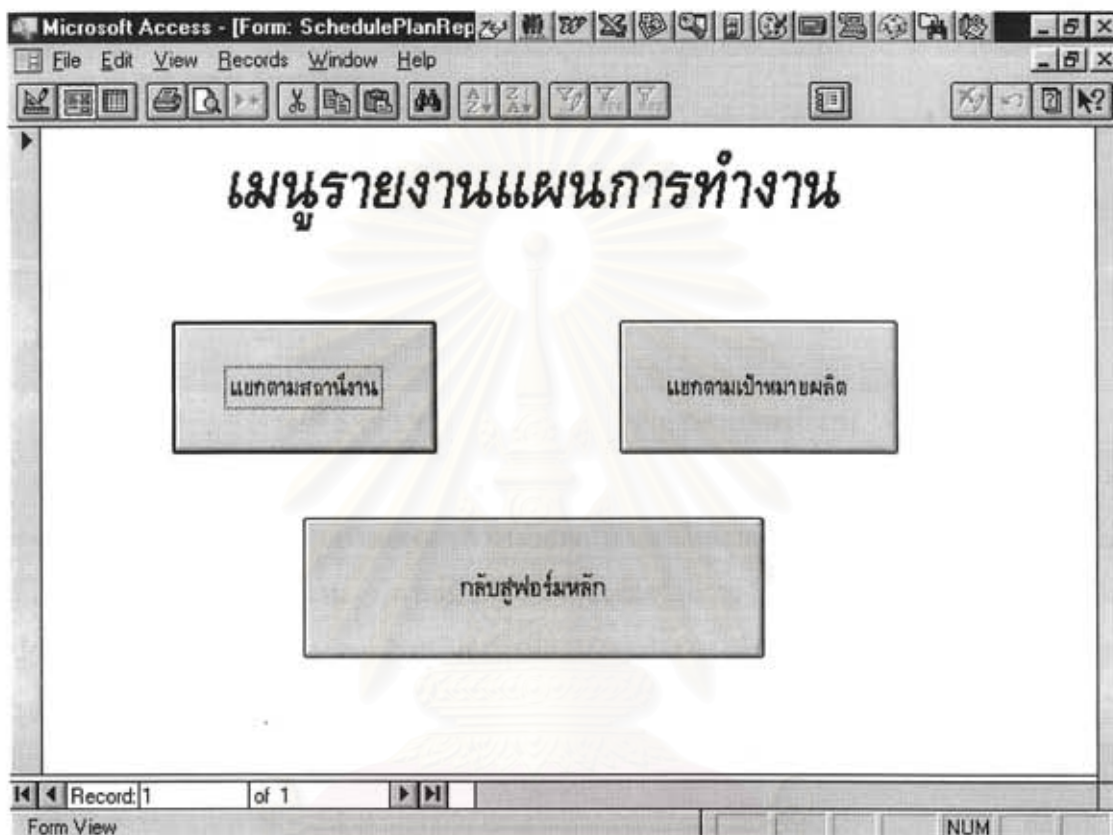 Microsoft Access - [Form: SchedulePlanRep
File Edit View Records Window Help
เมนูรายงานแผนการทำงาน
แยกตามสถานีงาน
แยกตามเป้าหมายผลิต
กลับสู่ฟอร์มหลัก
Record: 1 of 1
Form View NUM